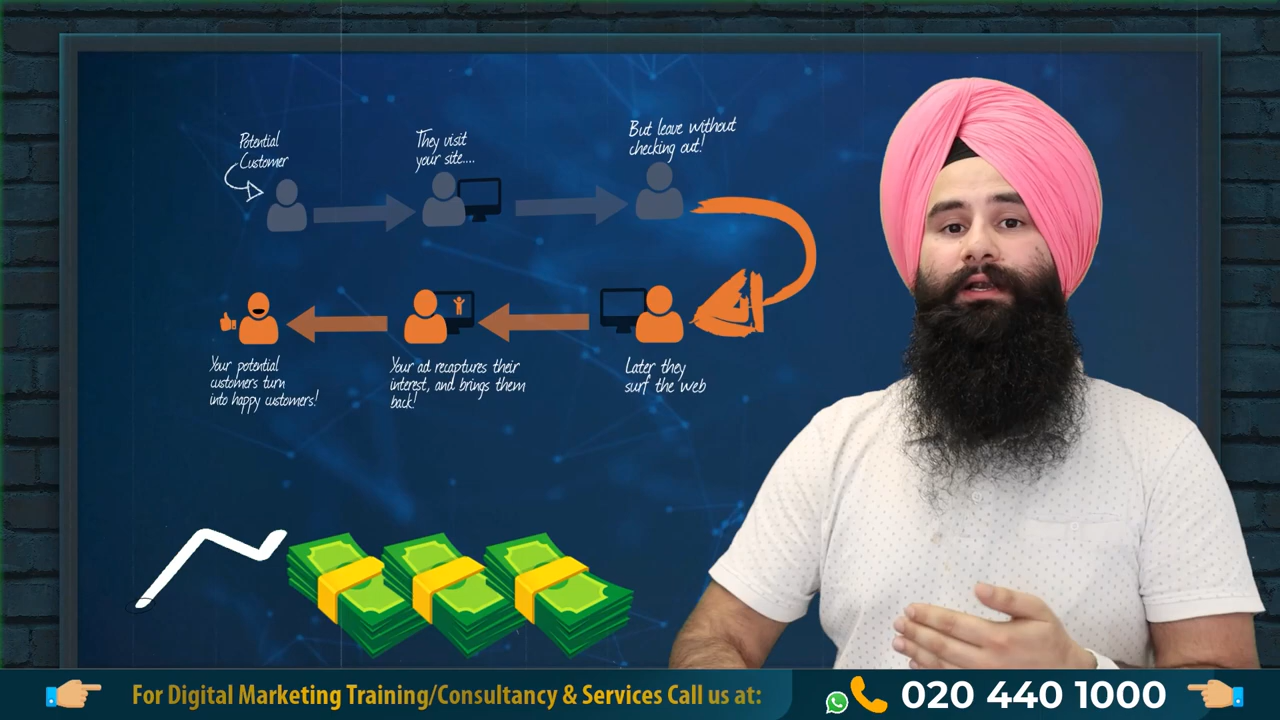 Potential
Customer
They visit
your site....
But leave without
checking out!
Your potential
customers turn
into happy customers!
Your ad recaptures their
interest, and brings them
back!
Later they
surf the web
For Digital Marketing Training/Consultancy & Services Call us at:
020 440 1000